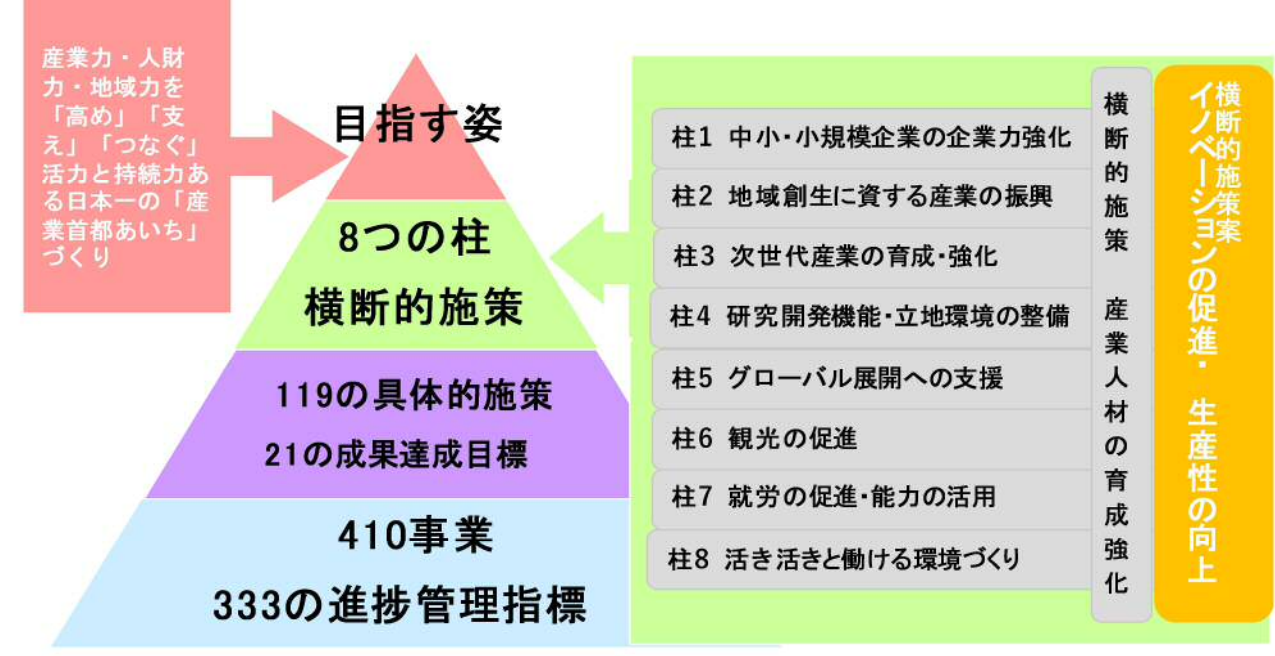 産業力・人財
力・地域力を
「高め」「支
え」「つなぐ」
活力と持続力あ
る日本一の「産
業首都あいち」
づくり
目指す姿
8つの柱
横断的施策
119の具体的施策
21の成果達成目標
410事業
333の進捗管理指標
柱1 中小・小規模企業の企業力強化
柱2 地域創生に資する産業の振興
柱3 次世代産業の育成・強化
柱4 研究開発機能・立地環境の整備
柱5 グローバル展開への支援
柱6 観光の促進
柱7 就労の促進・能力の活用
柱8 活き活きと働ける環境づくり
横断的施策 産業人材の育成強化
横断的施策案
イノベーションの促進・ 生産性の向上